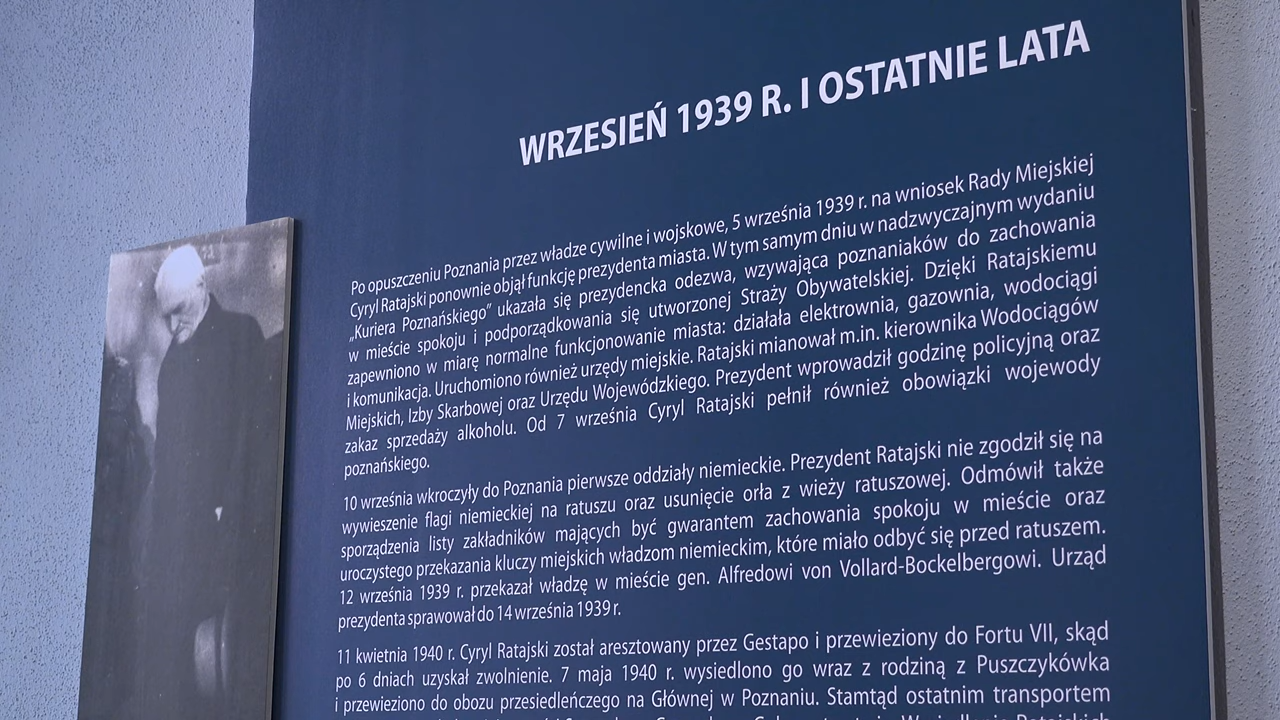 WRZESIEŃ 1939 R. I OSTATNIE LATA
Po opuszczeniu Poznania przez władze cywilne i wojskowe, 5 września 1939 r. na wniosek Rady Miejskiej
Cyryl Ratajski ponownie objął funkcję prezydenta miasta. W tym samym dniu w nadzwyczajnym wydaniu
„Kuriera Poznańskiego” ukazała się prezydencka odezwa, wzywająca poznaniaków do zachowania
w mieście spokoju i podporządkowania się utworzonej Straży Obywatelskiej. Dzięki Ratajskiemu
zapewniono w miarę normalne funkcjonowanie miasta: działała elektrownia, gazownia, wodociągi
i komunikacja. Uruchomiono również urzędy miejskie. Ratajski mianował m.in. kierownika Wodociągów
Miejskich, Izby Skarbowej oraz Urzędu Wojewódzkiego. Prezydent wprowadził godzinę policyjną oraz
zakaz sprzedaży alkoholu. Od 7 września Cyryl Ratajski pełnił również obowiązki wojewody
poznańskiego.
10 września wkroczyły do Poznania pierwsze oddziały niemieckie. Prezydent Ratajski nie zgodził się na
wywieszenie flagi niemieckiej na ratuszu oraz usunięcie orła z wieży ratuszowej. Odmówił także
sporządzenia listy zakładników mających być gwarantem zachowania spokoju w mieście oraz
uroczystego przekazania kluczy miejskich władzom niemieckim, które miało odbyć się przed ratuszem.
12 września 1939 r. przekazał władzę w mieście gen. Alfredowi von Vollard-Bockelbergowi. Urząd
prezydenta sprawował do 14 września 1939 r.
11 kwietnia 1940 r. Cyryl Ratajski został aresztowany przez Gestapo i przewieziony do Fortu VII, skąd
po 6 dniach uzyskał zwolnienie. 7 maja 1940 r. wysiedlono go wraz z rodziną z Puszczykówka
i przewieziono do obozu przesiedleńczego na Głównej w Poznaniu. Stamtąd ostatnim transportem